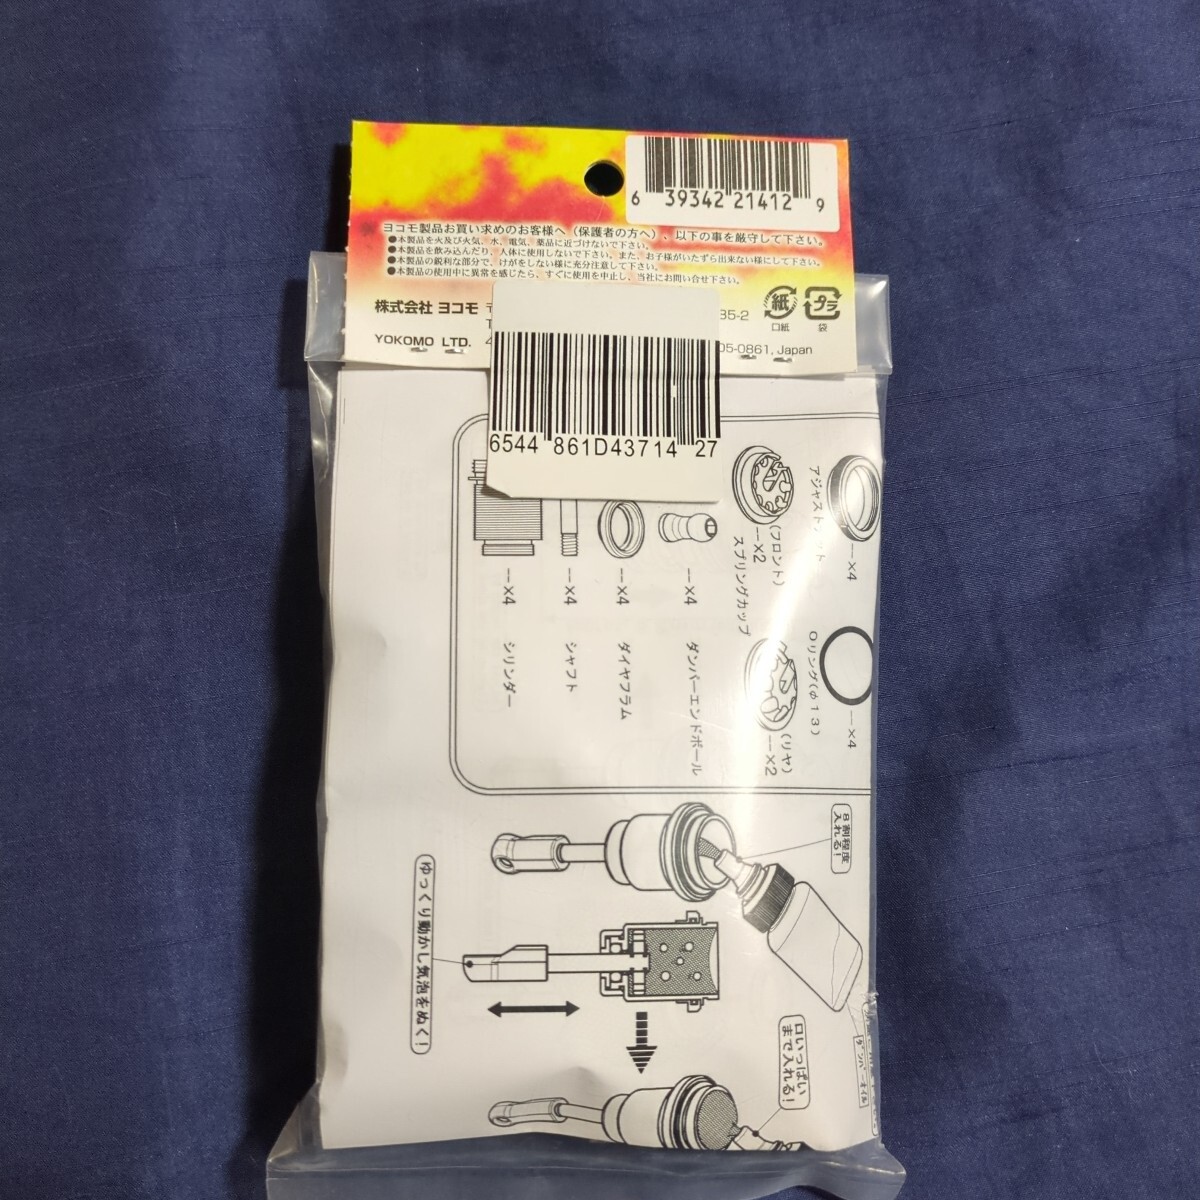 6 39342 21412 9
ヨコモ製品お買い求めのお客様へ（保護者の方へ）、以下の事を厳守して下さい。
●本製品を火及び火気、水、電気、薬品に近づけないで下さい。
●本製品を飲み込んだり、人体に使用しないで下さい。また、お子様がいたずら出来ない様にして下さい。
●本製品の鋭利な部分で、けがをしない様に充分注意して下さい。
●本製品の使用中に異常を感じたら、すぐに使用を中止し、当社にお問い合せ下さい。
株式会社 ヨコモ 〒
35-2
紙
口紙
プラ
袋
YOKOMO LTD. 4
05-0861, Japan
6544 861D43714 27
アジャスト ット
--×4
(フロント)
--×2
スプリングカップ
(リヤ)
--×2
Oリング(φ13)
--×4
--×4 ダンパーエンドボール
--×4 ダイヤフラム
--×4 シャフト
--×4 シリンダー
8割程度
入れる!
ゆっくり動かし気泡をぬく!
口いっぱい
まで入れる!
ダンパーオイル